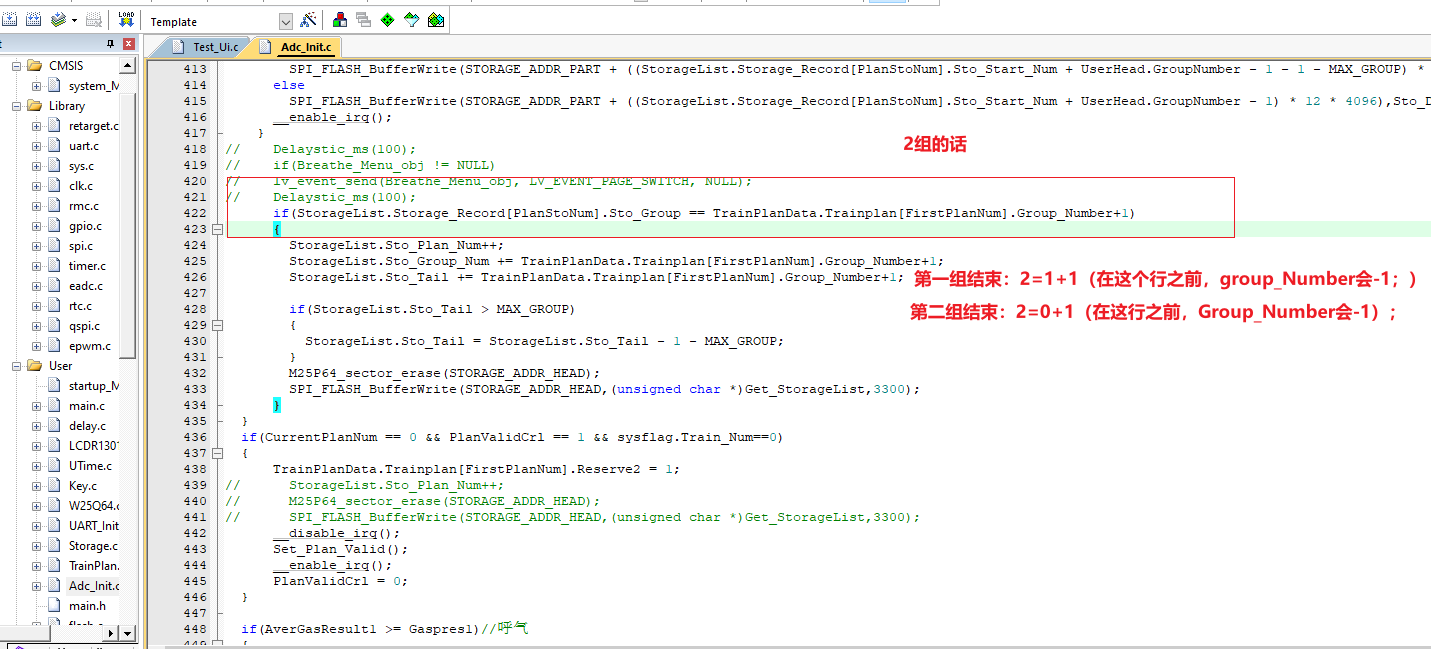 LOAD
Template
Test_Ui.c
Adc_Init.c
CMSIS
system_M
Library
retarget.c
uart.c
sys.c
clk.c
rmc.c
gpio.c
spi.c
timer.c
eadc.c
rtc.c
qspi.c
epwm.c
User
startup_M
main.c
delay.c
LCDR130
UTime.c
Key.c
W25Q64.c
UART_Init
Storage.c
TrainPlan.
Adc_Init.c
main.h
413 SPI_FLASH_BufferWrite(STORAGE_ADDR_PART + ((StorageList.Storage_Record[PlanStoNum].Sto_Start_Num + UserHead.GroupNumber - 1 - 1 - MAX_GROUP) *
414 else
415 SPI_FLASH_BufferWrite(STORAGE_ADDR_PART + ((StorageList.Storage_Record[PlanStoNum].Sto_Start_Num + UserHead.GroupNumber - 1) * 12 * 4096),Sto_D
416 __enable_irq();
417 }
418 // Delaystic_ms(100);
2组的话
419 // if(Breathe_Menu_obj != NULL)
420 // lv_event_send(Breathe_Menu_obj, LV_EVENT_PAGE_SWITCH, NULL);
421 // Delaystic_ms(100);
422 if(StorageList.Storage_Record[PlanStoNum].Sto_Group == TrainPlanData.Trainplan[FirstPlanNum].Group_Number+1)
423 {
424 StorageList.Sto_Plan_Num++;
425 StorageList.Sto_Group_Num += TrainPlanData.Trainplan[FirstPlanNum].Group_Number+1;
426 StorageList.Sto_Tail += TrainPlanData.Trainplan[FirstPlanNum].Group_Number+1;
第一组结束：2=1+1（在这个行之前，group_Number会-1；）
427
第二组结束：2=0+1（在这行之前，Group_Number会-1）；
428 if(StorageList.Sto_Tail > MAX_GROUP)
429 {
430 StorageList.Sto_Tail = StorageList.Sto_Tail - 1 - MAX_GROUP;
431 }
432 M25P64_sector_erase(STORAGE_ADDR_HEAD);
433 SPI_FLASH_BufferWrite(STORAGE_ADDR_HEAD,(unsigned char *)Get_StorageList,3300);
434 }
435 }
436 if(CurrentPlanNum == 0 && PlanValidCrl == 1 && sysflag.Train_Num==0)
437 {
438 TrainPlanData.Trainplan[FirstPlanNum].Reserve2 = 1;
439 // StorageList.Sto_Plan_Num++;
440 // M25P64_sector_erase(STORAGE_ADDR_HEAD);
441 // SPI_FLASH_BufferWrite(STORAGE_ADDR_HEAD,(unsigned char *)Get_StorageList,3300);
442 __disable_irq();
443 Set_Plan_Valid();
444 __enable_irq();
445 PlanValidCrl = 0;
446 }
447
448 if(AverGasResult1 >= Gaspres1)//呼气
449 {